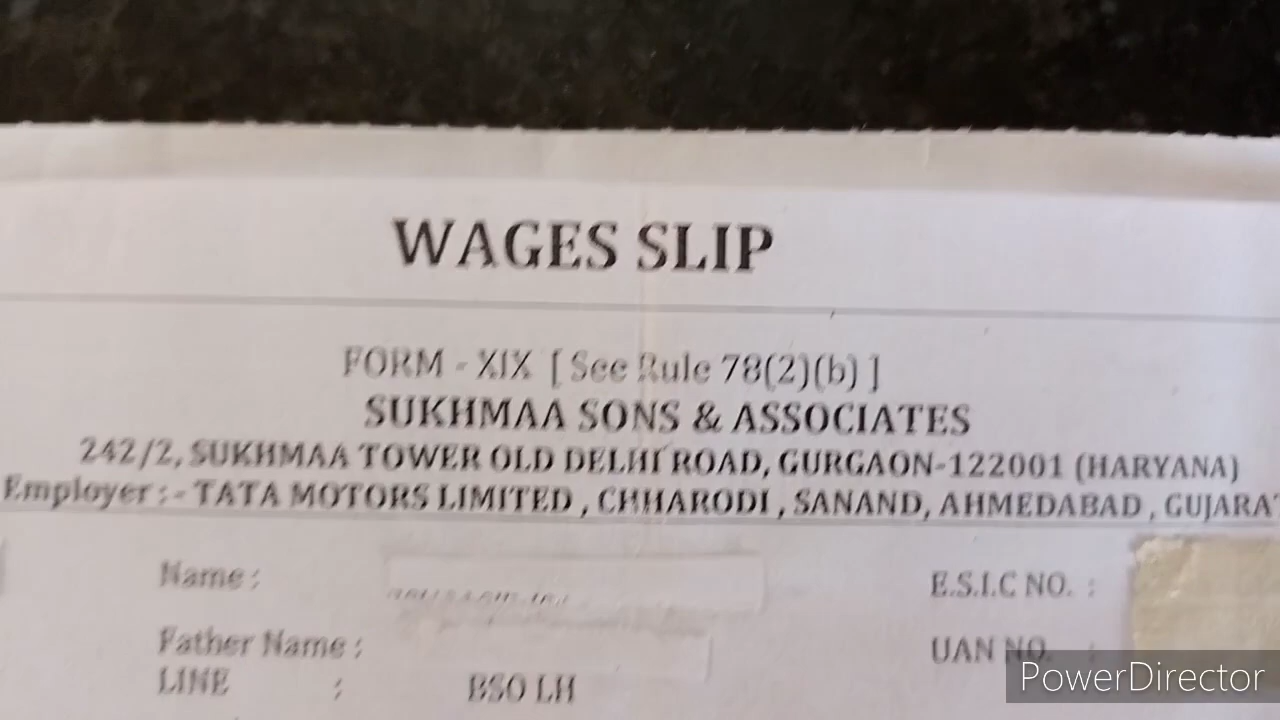 WAGES SLIP
FORM - XIX [ See Rule 78(2)(b) ]
SUKHMAA SONS & ASSOCIATES
242/2, SUKHMAA TOWER OLD DELHI ROAD, GURGAON-122001 (HARYANA)
Employer :- TATA MOTORS LIMITED , CHHARODI , SANAND, AHMEDABAD , GUJARAT
Name :
E.S.I.C NO. :
Father Name :
UAN NO. :
LINE : BSO LH
PowerDirector